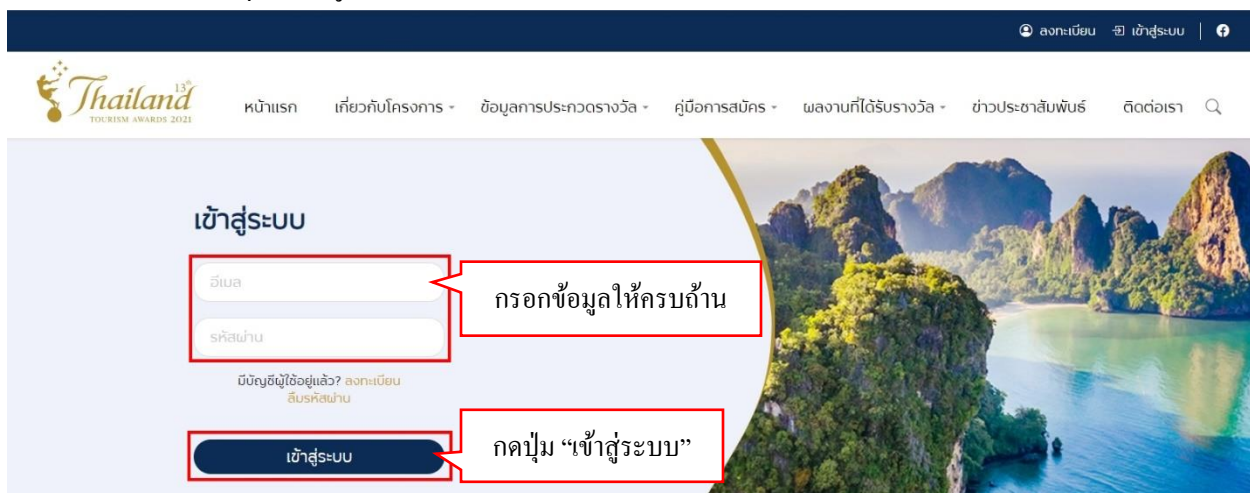 ลงทะเบียน เข้าสู่ระบบ
13th
Thailand
TOURISM AWARDS 2021
หน้าแรก เกี่ยวกับโครงการ ข้อมูลการประกวดรางวัล คู่มือการสมัคร ผลงานที่ได้รับรางวัล ข่าวประชาสัมพันธ์ ติดต่อเรา
เข้าสู่ระบบ
อีเมล
กรอกข้อมูลให้ครบถ้าน
รหัสผ่าน
มีบัญชีผู้ใช้อยู่แล้ว? ลงทะเบียน
ลืมรหัสผ่าน
กดปุ่ม “เข้าสู่ระบบ”
เข้าสู่ระบบ